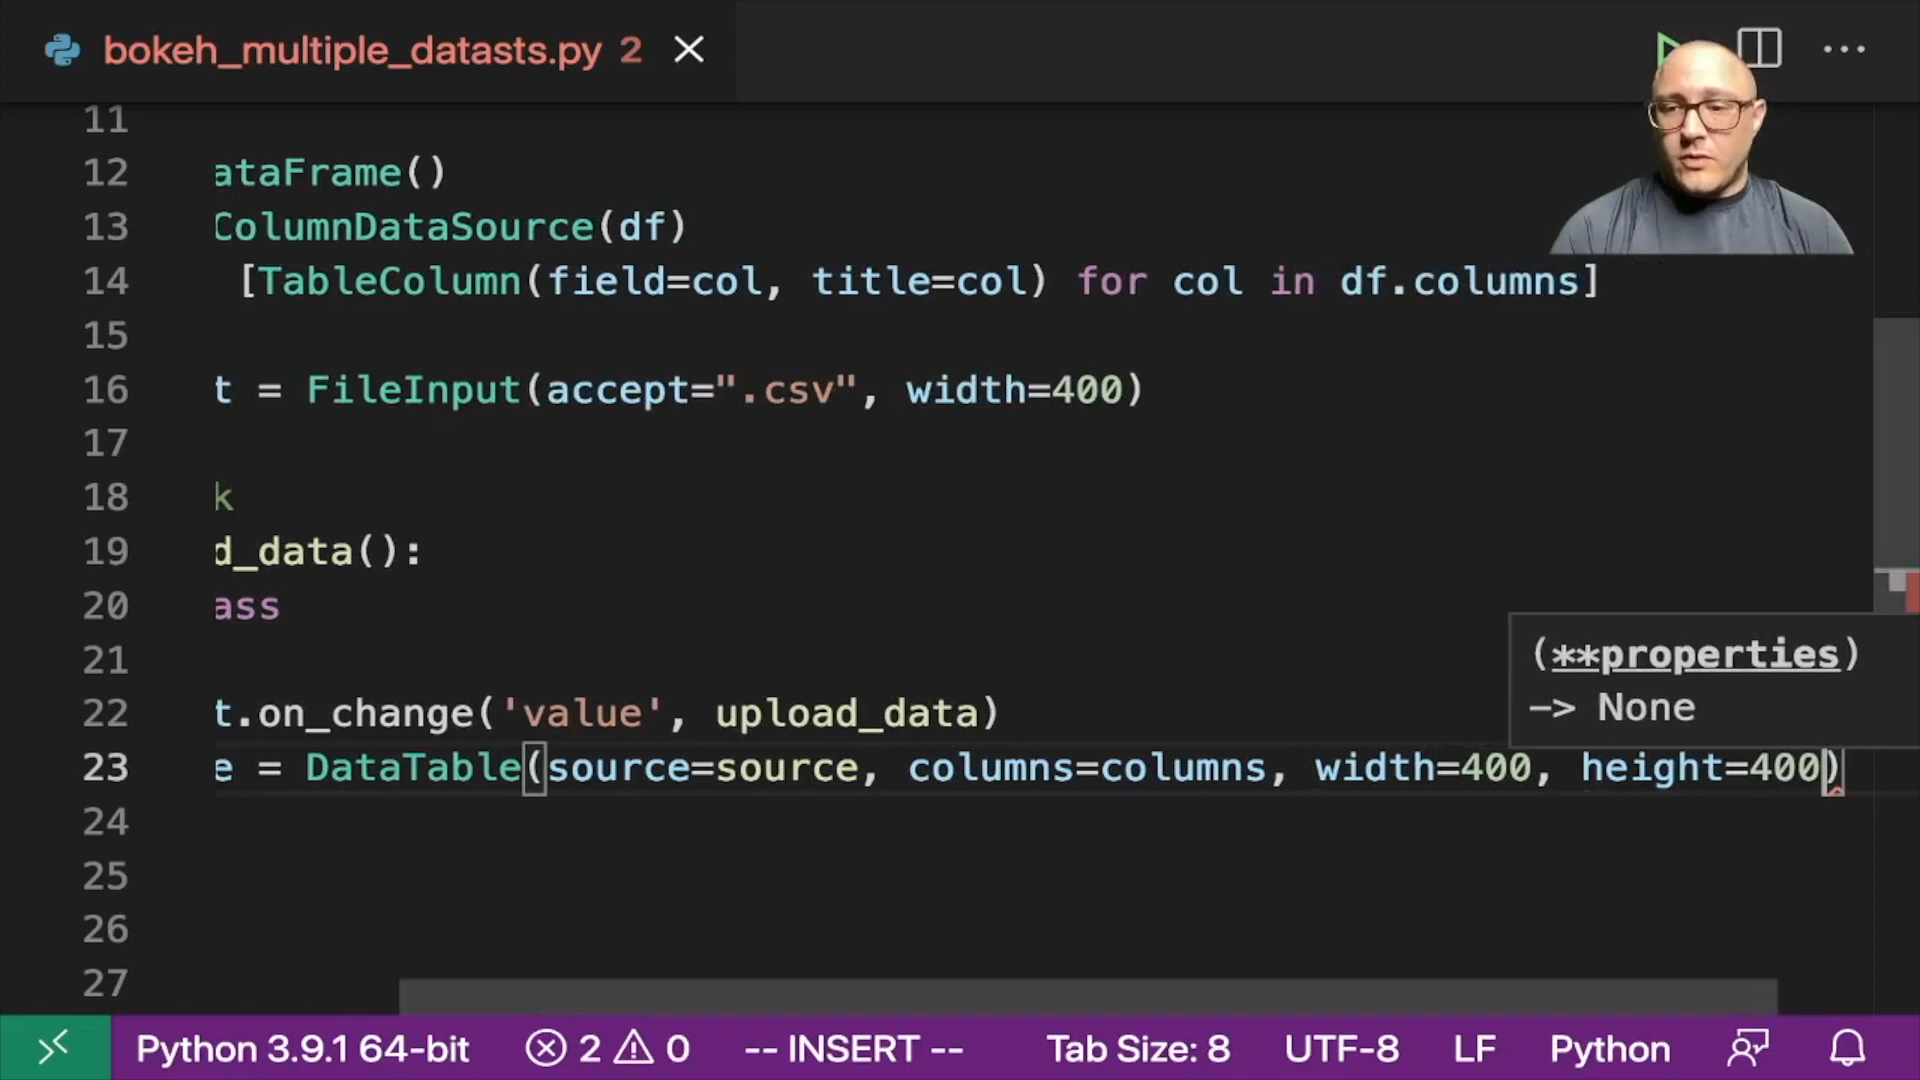 bokeh_multiple_datasts.py 2
11
12 ataFrame()
13 ColumnDataSource(df)
14 [TableColumn(field=col, title=col) for col in df.columns]
15
16 t = FileInput(accept=".csv", width=400)
17
18 k
19 d_data():
20 ass
21
(**properties)
-> None
22 t.on_change('value', upload_data)
23 e = DataTable(source=source, columns=columns, width=400, height=400)
24
25
26
27
Python 3.9.1 64-bit 2 0 -- INSERT -- Tab Size: 8 UTF-8 LF Python